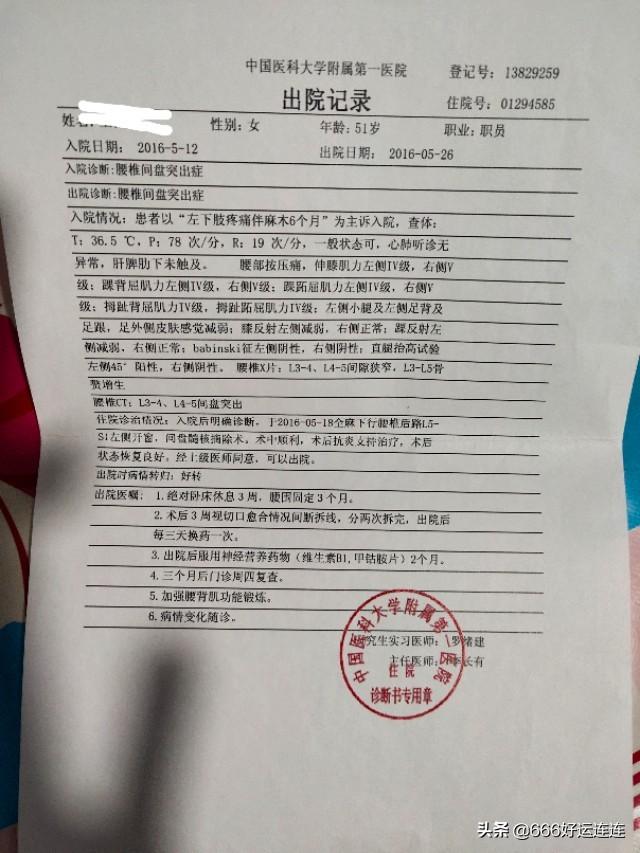 中国医科大学附属第一医院 登记号: 13829259
出院记录 住院号: 01294585
姓名: 性别: 女 年龄: 51岁 职业: 职员
入院日期: 2016-5-12 出院日期: 2016-05-26
入院诊断: 腰椎间盘突出症
出院诊断: 腰椎间盘突出症
入院情况: 患者以“左下肢疼痛伴麻木6个月”为主诉入院, 查体:
T: 36.5 ℃, P: 78 次/分, R: 19 次/分, 一般状态可, 心肺听诊无
异常, 肝脾肋下未触及。 腰部按压痛, 伸膝肌力左侧IV级, 右侧V
级; 踝背屈肌力左侧IV级, 右侧V级; 踝跖屈肌力左侧IV级, 右侧V
级; 拇趾背屈肌力IV级, 拇趾跖屈肌力IV级; 左侧小腿及左侧足背及
足跟, 足外侧皮肤感觉减弱; 膝反射左侧减弱, 右侧正常; 踝反射左
侧减弱, 右侧正常; babinski征左侧阴性, 右侧阴性; 直腿抬高试验
左侧45° 阳性, 右侧阴性。 腰椎X片: L3-4、L4-5间隙狭窄, L3-L5骨
赘增生
腰椎CT: L3-4、L4-5间盘突出
住院诊治情况: 入院后明确诊断, 于2016-05-18全麻下行腰椎后路L5-
S1左侧开窗, 间盘髓核摘除术, 术中顺利, 术后抗炎支持治疗, 术后
状态恢复良好, 经上级医师同意, 可以出院。
出院时病情转归: 好转
出院医嘱: 1. 绝对卧床休息 3 周, 腰围固定 3 个月。
2. 术后 3 周视切口愈合情况间断拆线, 分两次拆完, 出院后
每三天换药一次。
3. 出院后服用神经营养药物 (维生素B1, 甲钴胺片) 2个月。
4. 三个月后门诊周四复查。
5. 加强腰背肌功能锻炼。
6. 病情变化随诊。
究生实习医师: 罗绪建
主任医师: 李长有
中国医科大学附属第一医院
住院
诊断书专用章
头条 @666好运连连